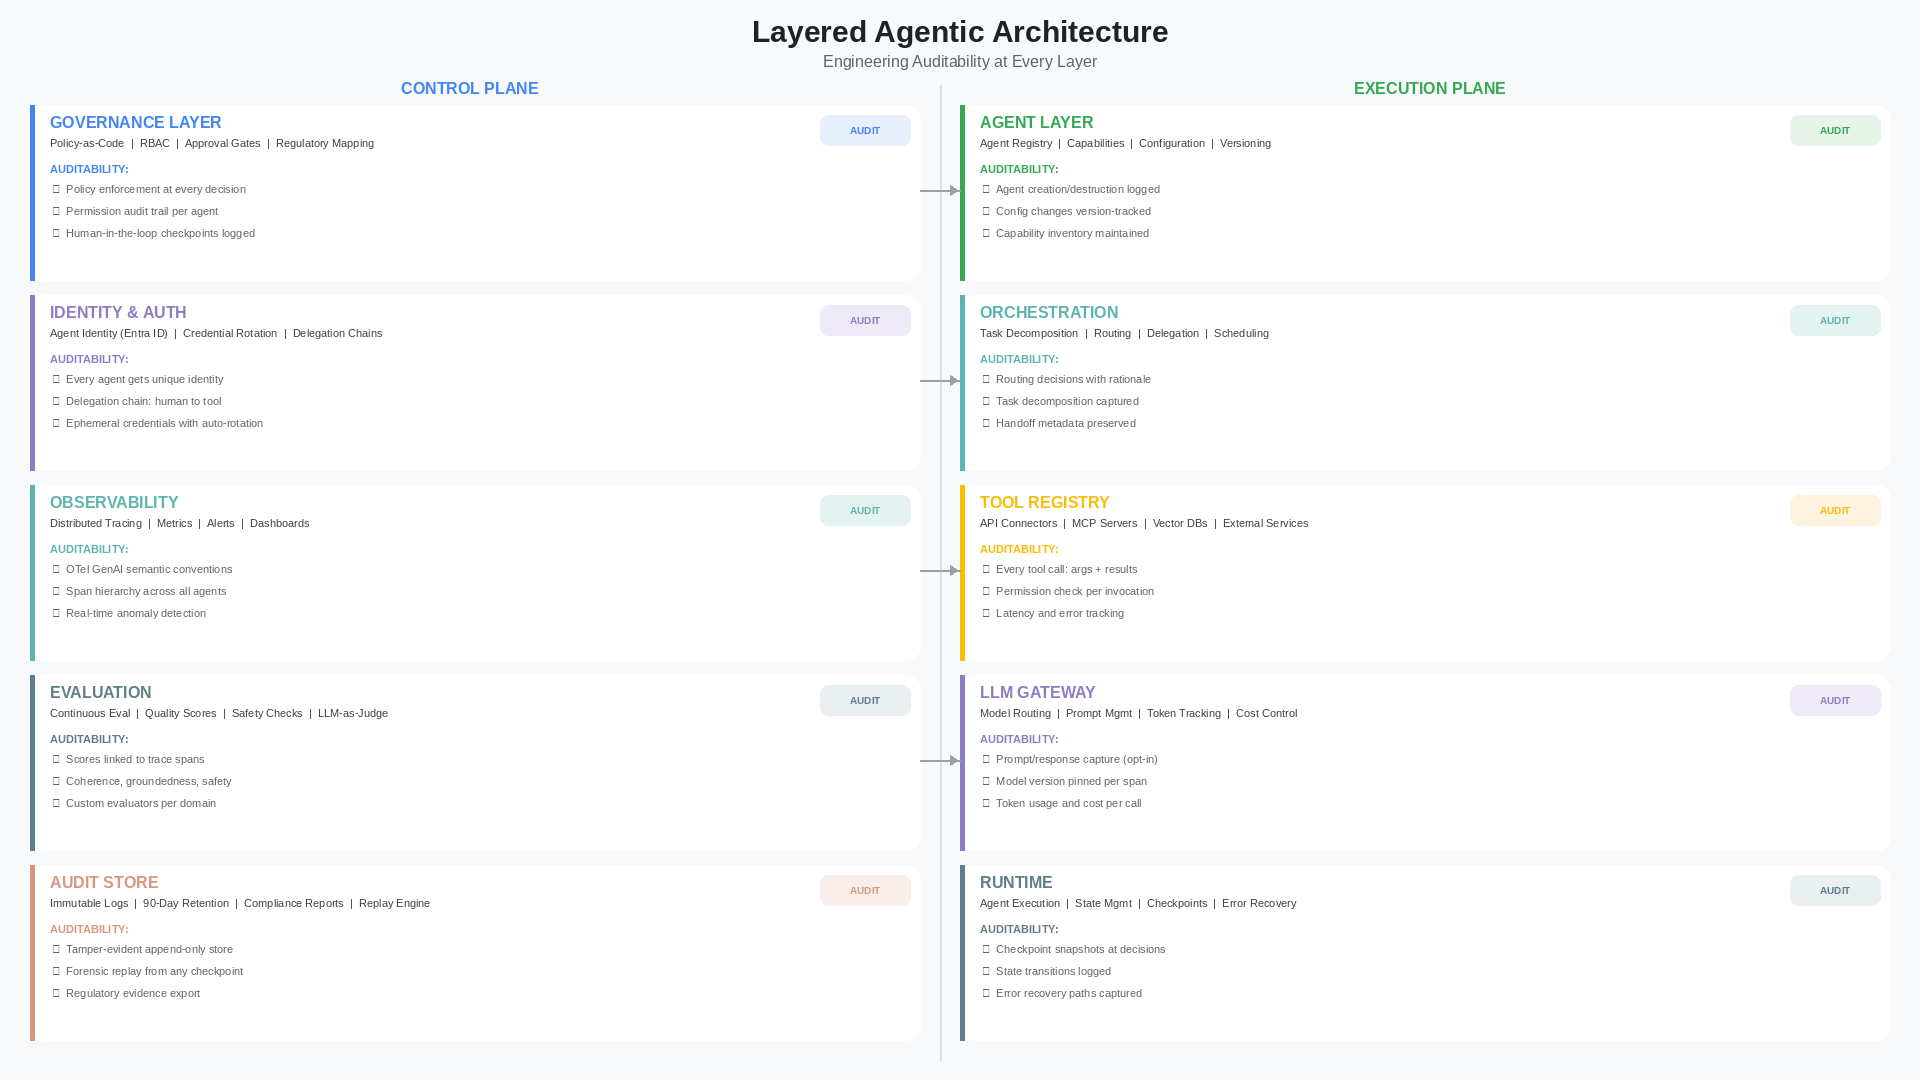 Layered Agentic Architecture
Engineering Auditability at Every Layer
CONTROL PLANE
GOVERNANCE LAYER
AUDIT
Policy-as-Code | RBAC | Approval Gates | Regulatory Mapping
AUDITABILITY:
Policy enforcement at every decision
Permission audit trail per agent
Human-in-the-loop checkpoints logged
IDENTITY & AUTH
AUDIT
Agent Identity (Entra ID) | Credential Rotation | Delegation Chains
AUDITABILITY:
Every agent gets unique identity
Delegation chain: human to tool
Ephemeral credentials with auto-rotation
OBSERVABILITY
AUDIT
Distributed Tracing | Metrics | Alerts | Dashboards
AUDITABILITY:
OTel GenAI semantic conventions
Span hierarchy across all agents
Real-time anomaly detection
EVALUATION
AUDIT
Continuous Eval | Quality Scores | Safety Checks | LLM-as-Judge
AUDITABILITY:
Scores linked to trace spans
Coherence, groundedness, safety
Custom evaluators per domain
AUDIT STORE
AUDIT
Immutable Logs | 90-Day Retention | Compliance Reports | Replay Engine
AUDITABILITY:
Tamper-evident append-only store
Forensic replay from any checkpoint
Regulatory evidence export
EXECUTION PLANE
AGENT LAYER
AUDIT
Agent Registry | Capabilities | Configuration | Versioning
AUDITABILITY:
Agent creation/destruction logged
Config changes version-tracked
Capability inventory maintained
ORCHESTRATION
AUDIT
Task Decomposition | Routing | Delegation | Scheduling
AUDITABILITY:
Routing decisions with rationale
Task decomposition captured
Handoff metadata preserved
TOOL REGISTRY
AUDIT
API Connectors | MCP Servers | Vector DBs | External Services
AUDITABILITY:
Every tool call: args + results
Permission check per invocation
Latency and error tracking
LLM GATEWAY
AUDIT
Model Routing | Prompt Mgmt | Token Tracking | Cost Control
AUDITABILITY:
Prompt/response capture (opt-in)
Model version pinned per span
Token usage and cost per call
RUNTIME
AUDIT
Agent Execution | State Mgmt | Checkpoints | Error Recovery
AUDITABILITY:
Checkpoint snapshots at decisions
State transitions logged
Error recovery paths captured